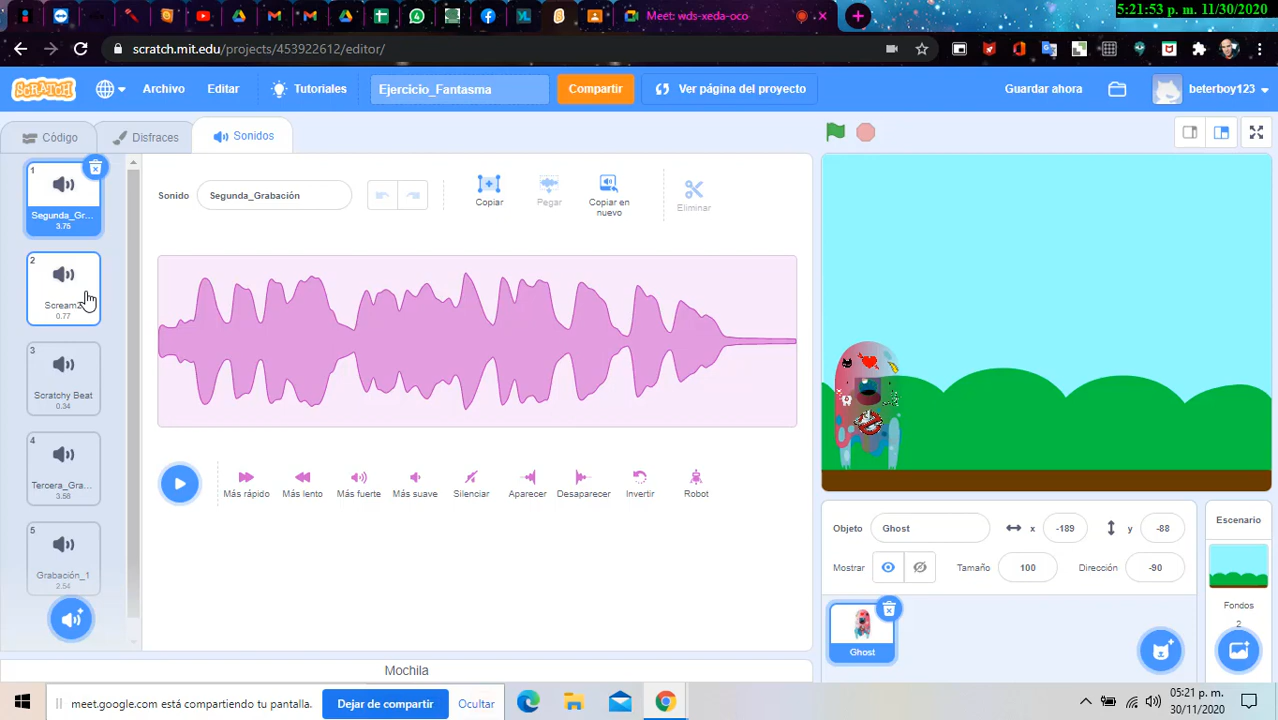 5:21:53 p. m. 11/30/2020
Meet: wds-xeda-oco
scratch.mit.edu/projects/453922612/editor/
SCRATCH
Archivo
Editar
Tutoriales
Ejercicio_Fantasma
Compartir
Ver página del proyecto
Guardar ahora
beterboy123
Código
Disfraces
Sonidos
1
Segunda_Gr...
3.75
2
Scream2
0.77
3
Scratchy Beat
0.34
4
Tercera_Gra...
3.58
5
Grabación_1
2.54
Sonido
Segunda_Grabación
Copiar
Pegar
Copiar en
nuevo
Eliminar
Más rápido
Más lento
Más fuerte
Más suave
Silenciar
Aparecer
Desaparecer
Invertir
Robot
Objeto
Ghost
x
-189
y
-88
Mostrar
Tamaño
100
Dirección
-90
Ghost
Escenario
Fondos
2
Mochila
meet.google.com está compartiendo tu pantalla.
Dejar de compartir
Ocultar
05:21 p. m.
30/11/2020